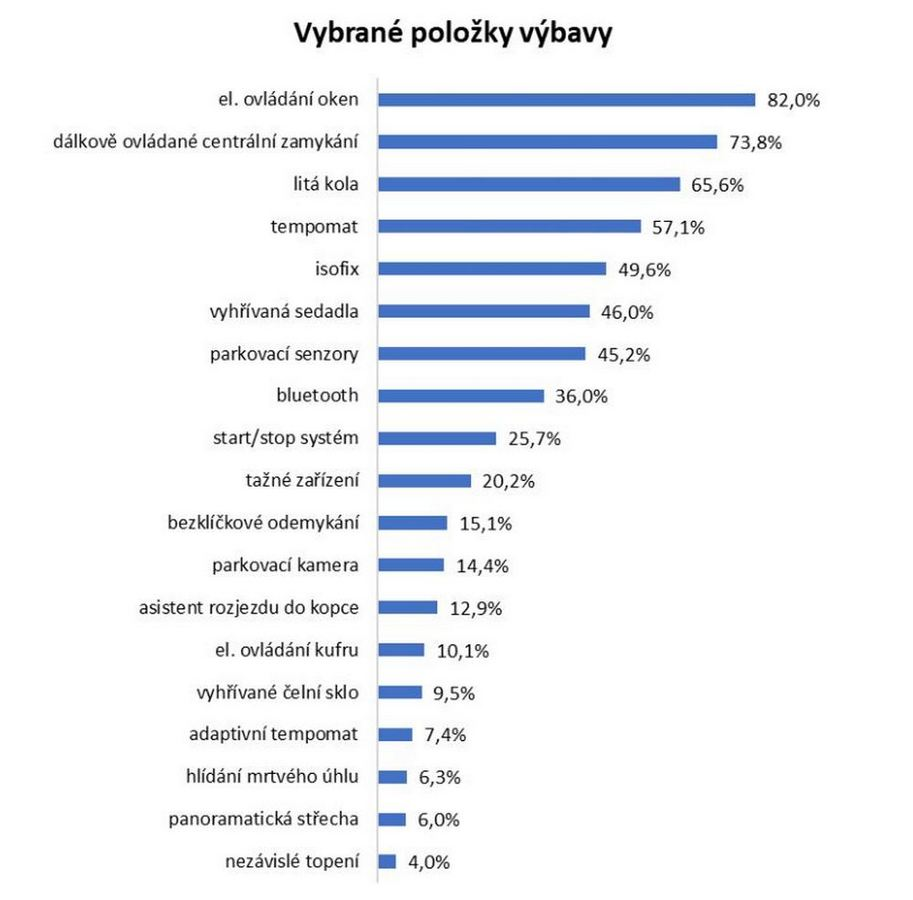 Vybrané položky výbavy
el. ovládání oken 82,0%
dálkově ovládané centrální zamykání 73,8%
litá kola 65,6%
tempomat 57,1%
isofix 49,6%
vyhřívaná sedadla 46,0%
parkovací senzory 45,2%
bluetooth 36,0%
start/stop systém 25,7%
tažné zařízení 20,2%
bezklíčkové odemykání 15,1%
parkovací kamera 14,4%
asistent rozjezdu do kopce 12,9%
el. ovládání kufru 10,1%
vyhřívané čelní sklo 9,5%
adaptivní tempomat 7,4%
hlídání mrtvého úhlu 6,3%
panoramatická střecha 6,0%
nezávislé topení 4,0%